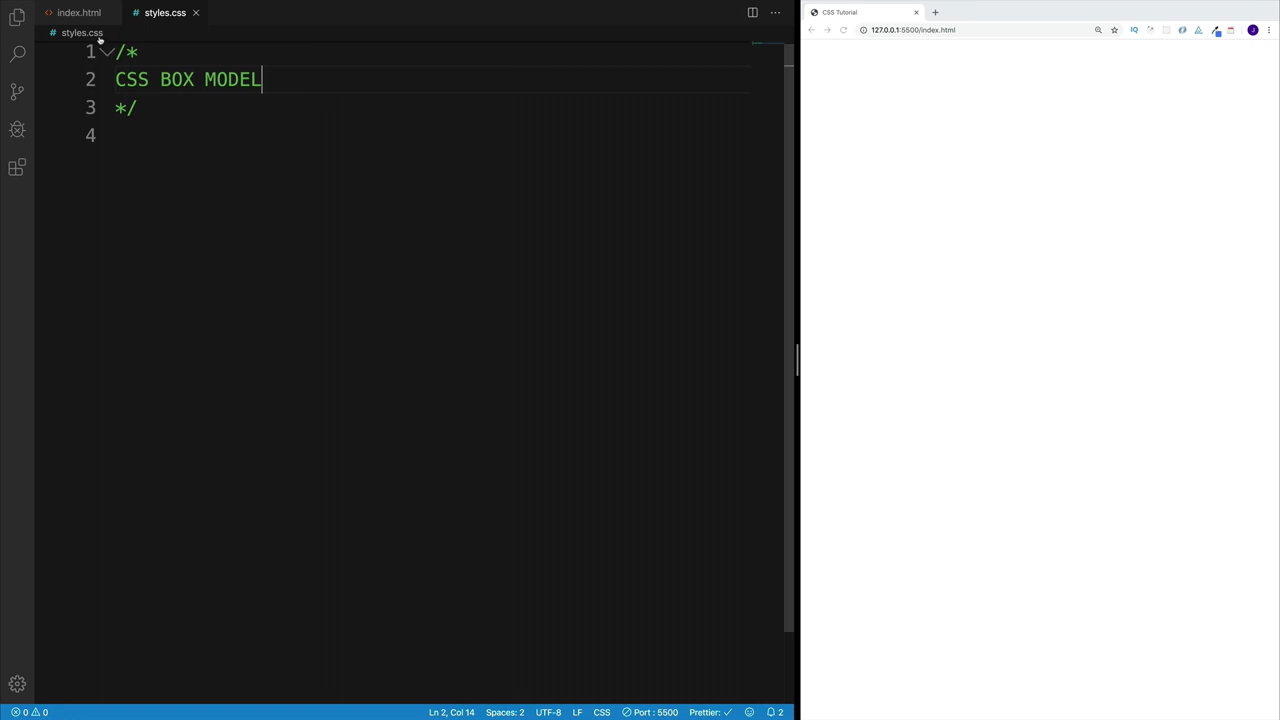 index.html
styles.css
styles.css
1 /*
2 CSS BOX MODEL
3 */
4
0 0
Ln 2, Col 14
Spaces: 2
UTF-8
LF
CSS
Port : 5500
Prettier: ✓
2
CSS Tutorial
127.0.0.1:5500/index.html
IQ
J